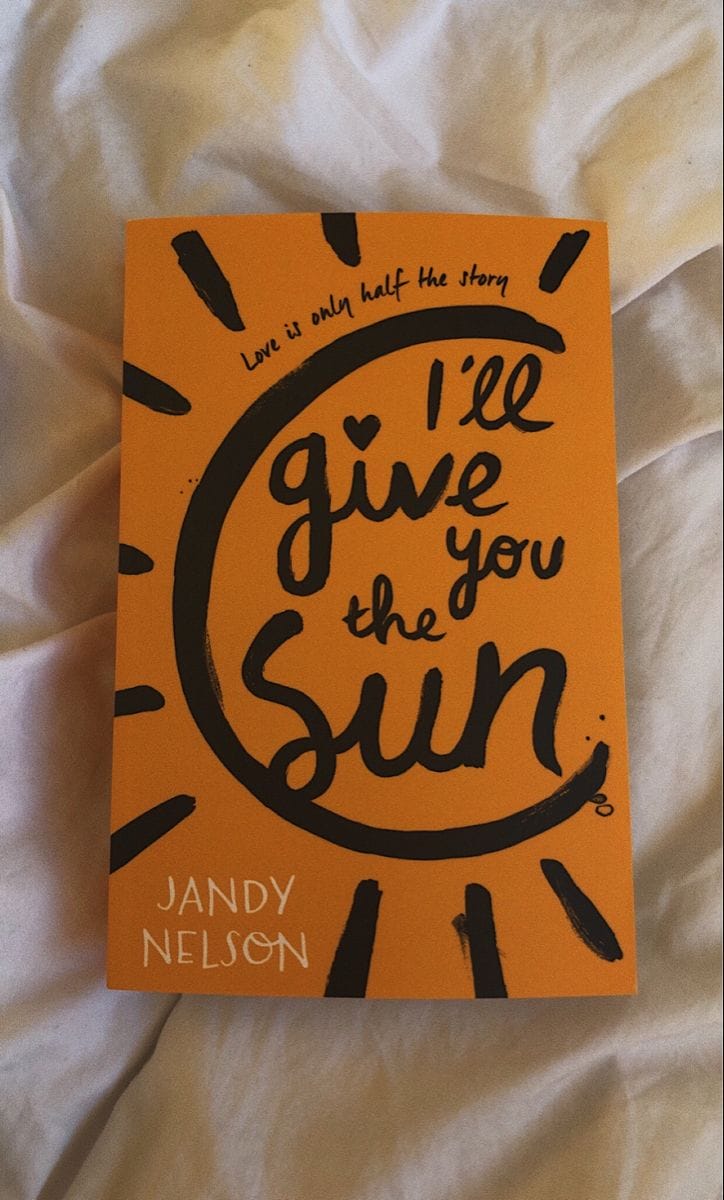 Love is only half the story
I'll
give
you
the
Sun
JANDY
NELSON